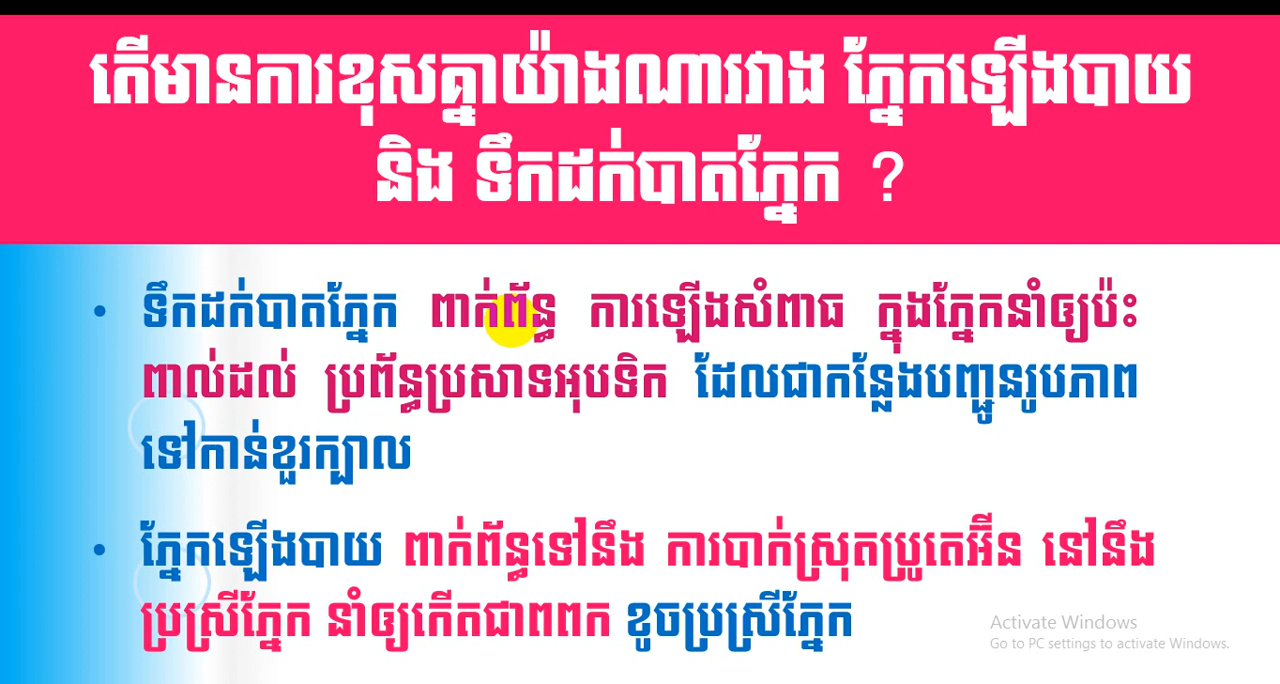 តើមានការខុសគ្នាយ៉ាងណារវាង ភ្នែកឡើងបាយ
និង ទឹកដក់បាតភ្នែក ?
• ទឹកដក់បាតភ្នែក ពាក់ព័ន្ធ ការឡើងសំពាធ ក្នុងភ្នែកនាំឲ្យប៉ះ
ពាល់ដល់ ប្រព័ន្ធប្រសាទអុបទិក ដែលជាកន្លែងបញ្ជូនរូបភាព
ទៅកាន់ខួរក្បាល
• ភ្នែកឡើងបាយ ពាក់ព័ន្ធទៅនឹង ការបាក់ស្រុតប្រូតេអ៊ីន នៅនឹង
ប្រស្រីភ្នែក នាំឲ្យកើតជាពពក ខូចប្រស្រីភ្នែក
Activate Windows
Go to PC settings to activate Windows.